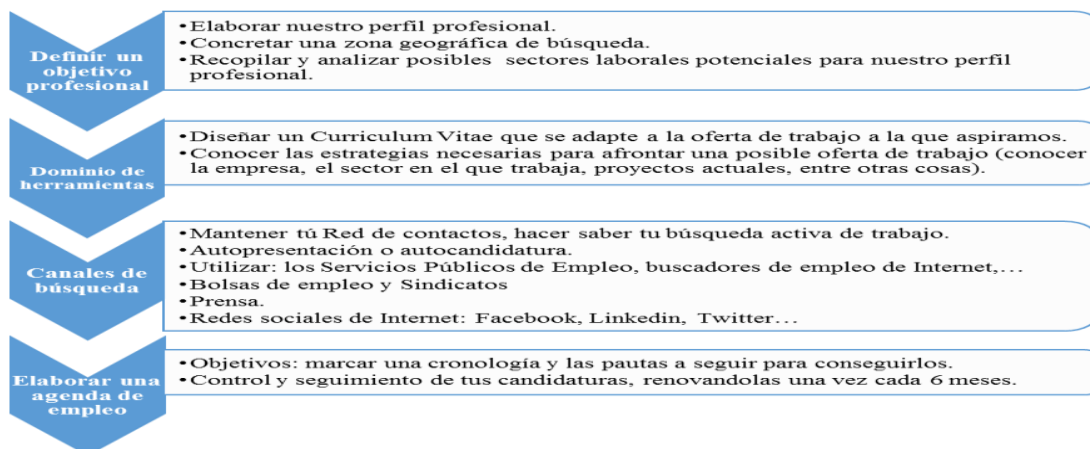 Definir un
objetivo
profesional
•Elaborar nuestro perfil profesional.
•Concretar una zona geográfica de búsqueda.
•Recopilar y analizar posibles sectores laborales potenciales para nuestro perfil
profesional.
Dominio de
herramientas
•Diseñar un Curriculum Vitae que se adapte a la oferta de trabajo a la que aspiramos.
•Conocer las estrategias necesarias para afrontar una posible oferta de trabajo (conocer
la empresa, el sector en el que trabaja, proyectos actuales, entre otras cosas).
Canales de
búsqueda
•Mantener tú Red de contactos, hacer saber tu búsqueda activa de trabajo.
•Autopresentación o autocandidatura.
•Utilizar: los Servicios Públicos de Empleo, buscadores de empleo de Internet,…
•Bolsas de empleo y Sindicatos
•Prensa.
•Redes sociales de Internet: Facebook, Linkedin, Twitter…
Elaborar una
agenda de
empleo
•Objetivos: marcar una cronología y las pautas a seguir para conseguirlos.
•Control y seguimiento de tus candidaturas, renovandolas una vez cada 6 meses.